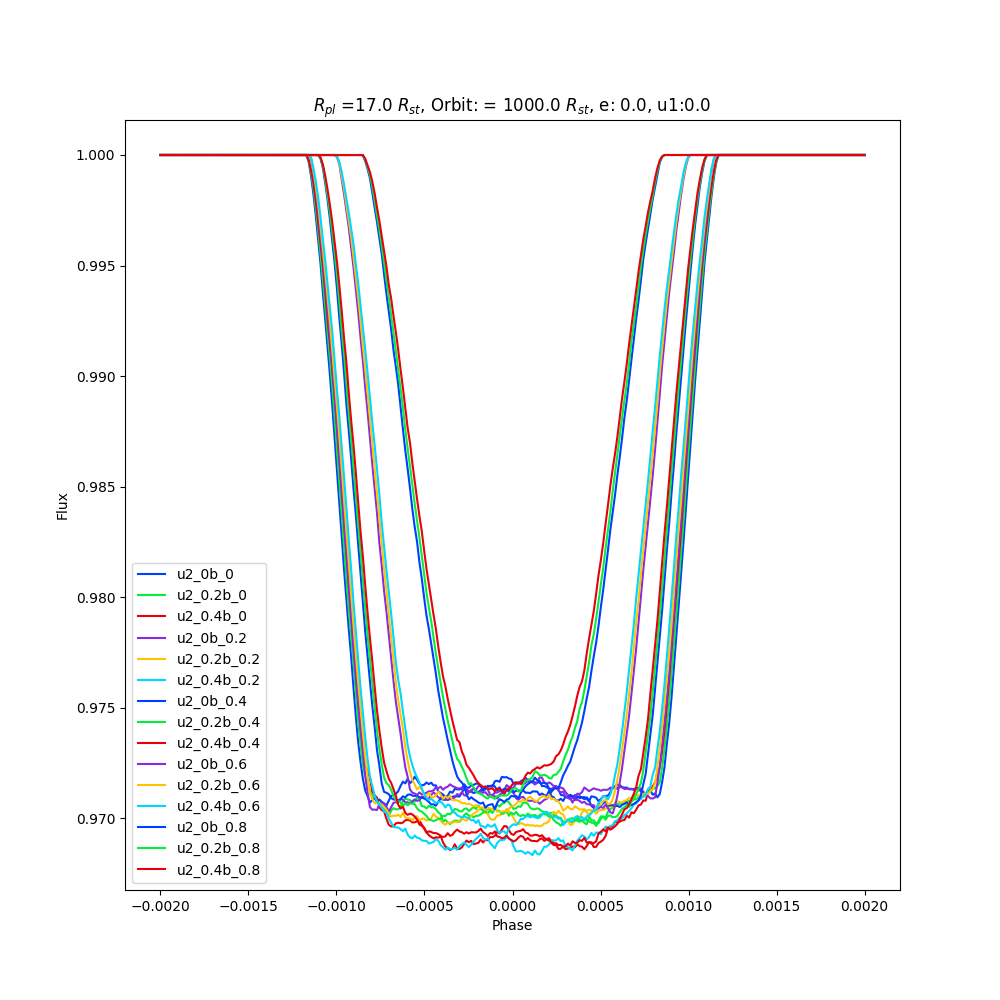 R_pl =17.0 R_st, Orbit: = 1000.0 R_st, e: 0.0, u1:0.0
1.000
0.995
0.990
0.985
0.980
0.975
0.970
Flux
u2_0b_0
u2_0.2b_0
u2_0.4b_0
u2_0b_0.2
u2_0.2b_0.2
u2_0.4b_0.2
u2_0b_0.4
u2_0.2b_0.4
u2_0.4b_0.4
u2_0b_0.6
u2_0.2b_0.6
u2_0.4b_0.6
u2_0b_0.8
u2_0.2b_0.8
u2_0.4b_0.8
−0.0020 −0.0015 −0.0010 −0.0005 0.0000 0.0005 0.0010 0.0015 0.0020
Phase